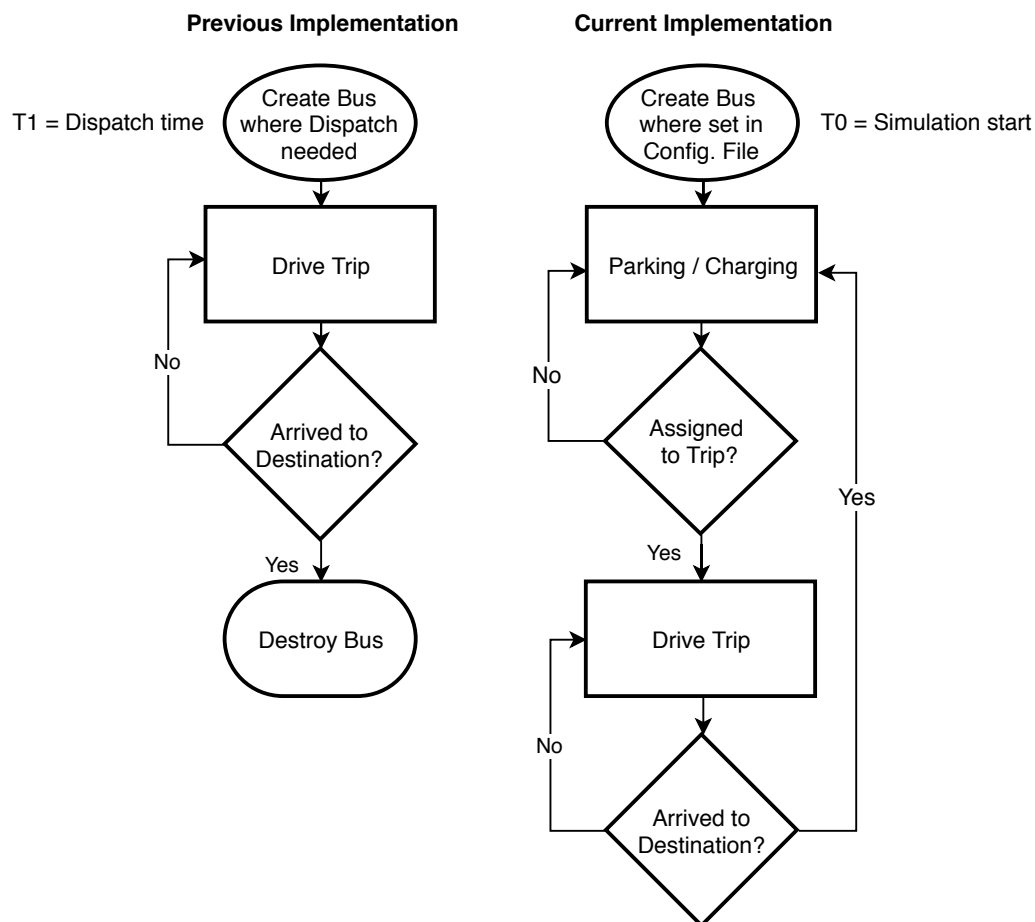 Previous Implementation
T1 = Dispatch time
Create Bus
where Dispatch
needed
Drive Trip
No
Arrived to
Destination?
Yes
Destroy Bus
Current Implementation
Create Bus
where set in
Config. File
T0 = Simulation start
Parking / Charging
No
Assigned
to Trip?
Yes
Yes
Drive Trip
No
Arrived to
Destination?